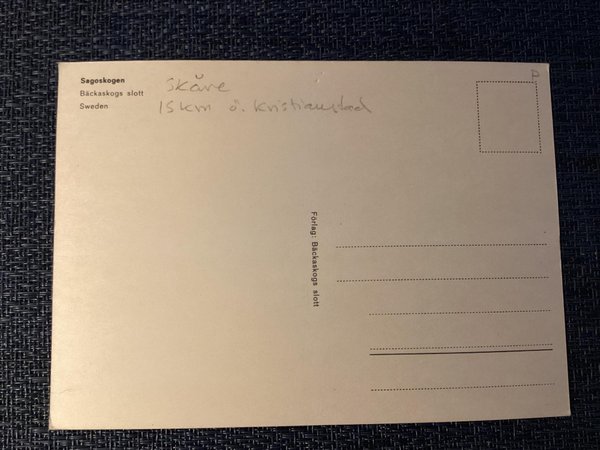 Sagoskogen
Bäckaskogs slott
Sweden
Skåne
15 km ö. Kristianstad
P
Förlag: Bäckaskogs slott